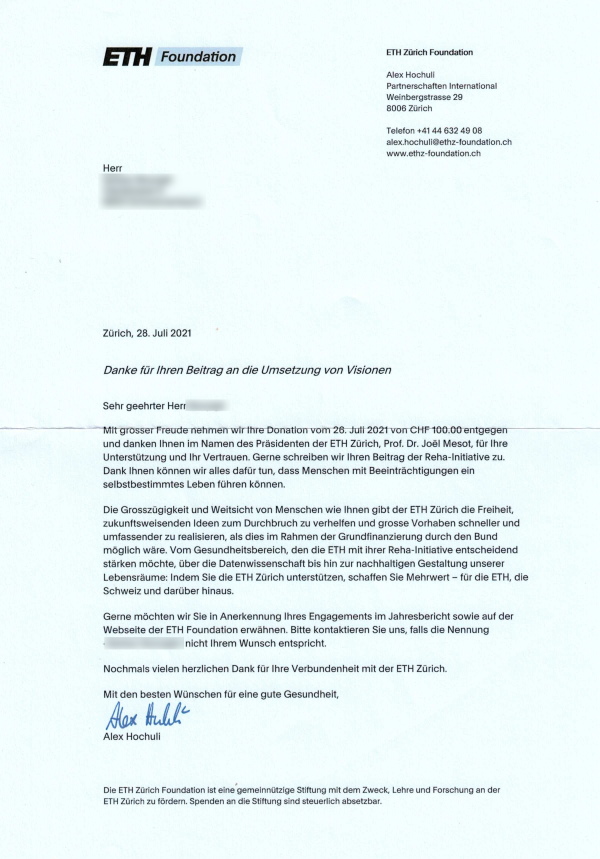 ETH Foundation
ETH Zürich Foundation
Alex Hochuli
Partnerschaften International
Weinbergstrasse 29
8006 Zürich
Telefon +41 44 632 49 08
alex.hochuli@ethz-foundation.ch
www.ethz-foundation.ch
Herr
Zürich, 28. Juli 2021
Danke für Ihren Beitrag an die Umsetzung von Visionen
Sehr geehrter Herr
Mit grosser Freude nehmen wir Ihre Donation vom 26. Juli 2021 von CHF 100.00 entgegen
und danken Ihnen im Namen des Präsidenten der ETH Zürich, Prof. Dr. Joël Mesot, für Ihre
Unterstützung und Ihr Vertrauen. Gerne schreiben wir Ihren Beitrag der Reha-Initiative zu.
Dank Ihnen können wir alles dafür tun, dass Menschen mit Beeinträchtigungen ein
selbstbestimmtes Leben führen können.
Die Grosszügigkeit und Weitsicht von Menschen wie Ihnen gibt der ETH Zürich die Freiheit,
zukunftsweisenden Ideen zum Durchbruch zu verhelfen und grosse Vorhaben schneller und
umfassender zu realisieren, als dies im Rahmen der Grundfinanzierung durch den Bund
möglich wäre. Vom Gesundheitsbereich, den die ETH mit ihrer Reha-Initiative entscheidend
stärken möchte, über die Datenwissenschaft bis hin zur nachhaltigen Gestaltung unserer
Lebensräume: Indem Sie die ETH Zürich unterstützen, schaffen Sie Mehrwert – für die ETH, die
Schweiz und darüber hinaus.
Gerne möchten wir Sie in Anerkennung Ihres Engagements im Jahresbericht sowie auf der
Webseite der ETH Foundation erwähnen. Bitte kontaktieren Sie uns, falls die Nennung
nicht Ihrem Wunsch entspricht.
Nochmals vielen herzlichen Dank für Ihre Verbundenheit mit der ETH Zürich.
Mit den besten Wünschen für eine gute Gesundheit,
Alex Hochuli
Alex Hochuli
Die ETH Zürich Foundation ist eine gemeinnützige Stiftung mit dem Zweck, Lehre und Forschung an der
ETH Zürich zu fördern. Spenden an die Stiftung sind steuerlich absetzbar.